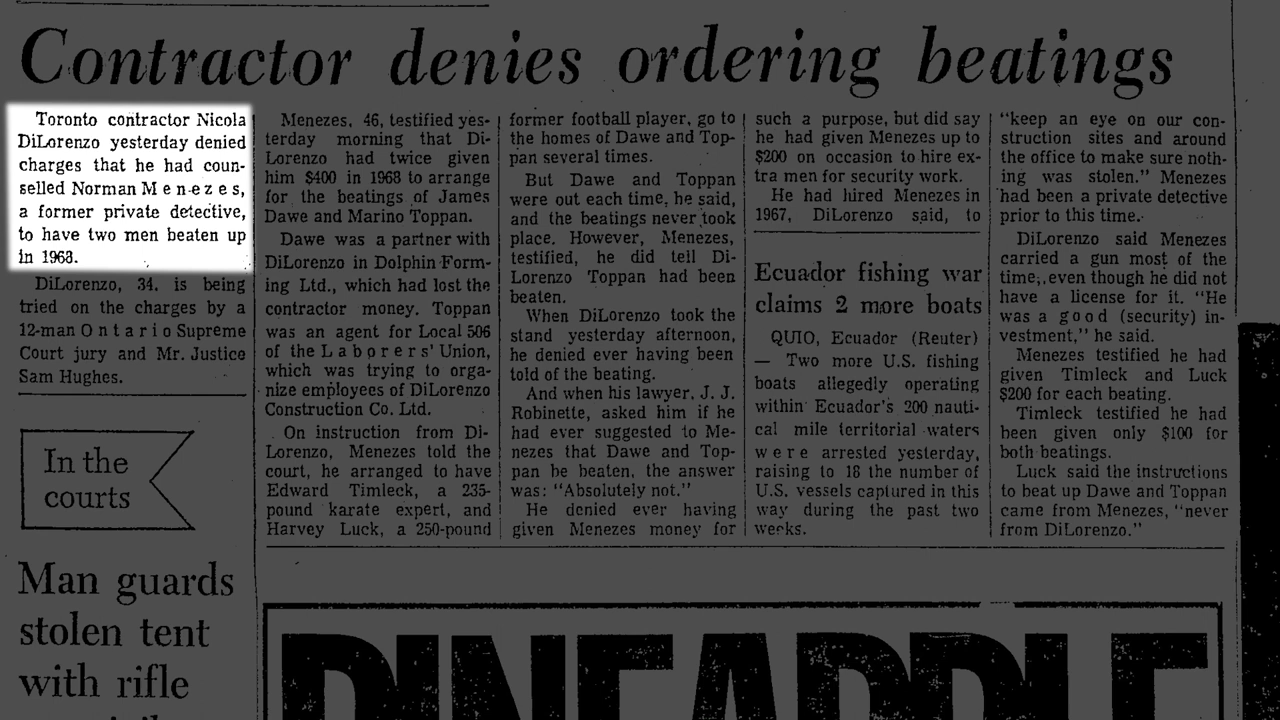 Contractor denies ordering beatings
Toronto contractor Nicola
DiLorenzo yesterday denied
charges that he had coun-
selled Norman Menezes,
a former private detective,
to have two men beaten up
in 1968.
DiLorenzo, 34, is being
tried on the charges by a
12-man Ontario Supreme
Court jury and Mr. Justice
Sam Hughes.
In the
courts
Man guards
stolen tent
with rifle
Menezes, 46, testified yes-
terday morning that Di-
Lorenzo had twice given
him $400 in 1968 to arrange
for the beatings of James
Dawe and Marino Toppan.
Dawe was a partner with
DiLorenzo in Dolphin Form-
ing Ltd., which had lost the
contractor money. Toppan
was an agent for Local 506
of the Laborers' Union,
which was trying to orga-
nize employees of DiLorenzo
Construction Co. Ltd.
On instruction from Di-
Lorenzo, Menezes told the
court, he arranged to have
Edward Timleck, a 235-
pound karate expert, and
Harvey Luck, a 250-pound
former football player, go to
the homes of Dawe and Top-
pan several times.
But Dawe and Toppan
were out each time, he said,
and the beatings never took
place. However, Menezes,
testified, he did tell Di-
Lorenzo Toppan had been
beaten.
When DiLorenzo took the
stand yesterday afternoon,
he denied ever having been
told of the beating.
And when his lawyer, J. J.
Robinette, asked him if he
had ever suggested to Me-
nezes that Dawe and Top-
pan be beaten, the answer
was: "Absolutely not."
He denied ever having
given Menezes money for
such a purpose, but did say
he had given Menezes up to
$200 on occasion to hire ex-
tra men for security work.
He had hired Menezes in
1967, DiLorenzo said, to
"keep an eye on our con-
struction sites and around
the office to make sure noth-
ing was stolen." Menezes
had been a private detective
prior to this time.
DiLorenzo said Menezes
carried a gun most of the
time, even though he did not
have a license for it. "He
was a good (security) in-
vestment," he said.
Menezes testified he had
given Timleck and Luck
$200 for each beating.
Timleck testified he had
been given only $100 for
both beatings.
Luck said the instructions
to beat up Dawe and Toppan
came from Menezes, "never
from DiLorenzo."
Ecuador fishing war
claims 2 more boats
QUIO, Ecuador (Reuter)
— Two more U.S. fishing
boats allegedly operating
within Ecuador's 200 nauti-
cal mile territorial waters
were arrested yesterday,
raising to 18 the number of
U.S. vessels captured in this
way during the past two
weeks.
PINEAPPLE